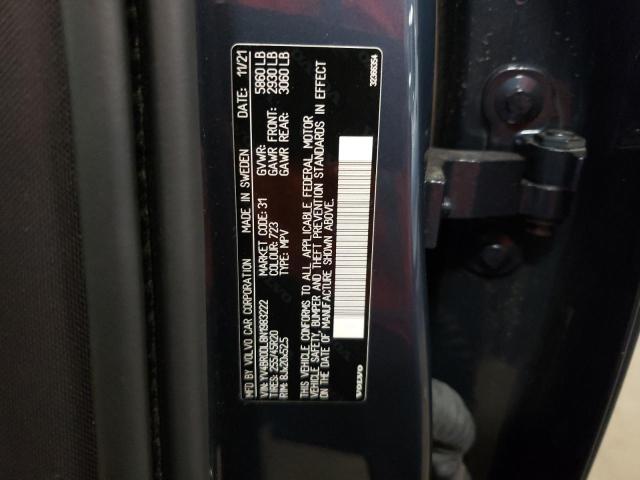 MFD BY VOLVO CAR CORPORATION MADE IN SWEDEN DATE: 11/21
VIN: YV4BR0DL8N1983222 MARKET CODE: 31 GVWR: 5860 LB
TIRES: 255/45R20 COLOUR: 723 GAWR FRONT: 2930 LB
RIM: 8Jx20x52.5 TYPE: MPV GAWR REAR: 3060 LB
THIS VEHICLE CONFORMS TO ALL APPLICABLE FEDERAL MOTOR
VEHICLE SAFETY, BUMPER AND THEFT PREVENTION STANDARDS IN EFFECT
ON THE DATE OF MANUFACTURE SHOWN ABOVE.
VOLVO 32368354